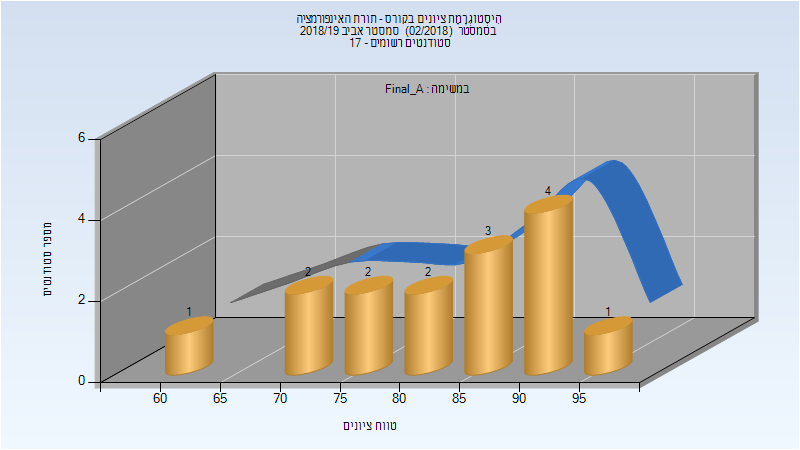 היסטוגרמת ציונים בקורס - תורת האינפורמציה
בסמסטר (02/2018) סמסטר אביב 2018/19
סטודנטים רשומים - 17
במשימה : Final_A
6
4
2
0
מספר סטודנטים
1
2
2
2
3
4
1
60 65 70 75 80 85 90 95
טווח ציונים